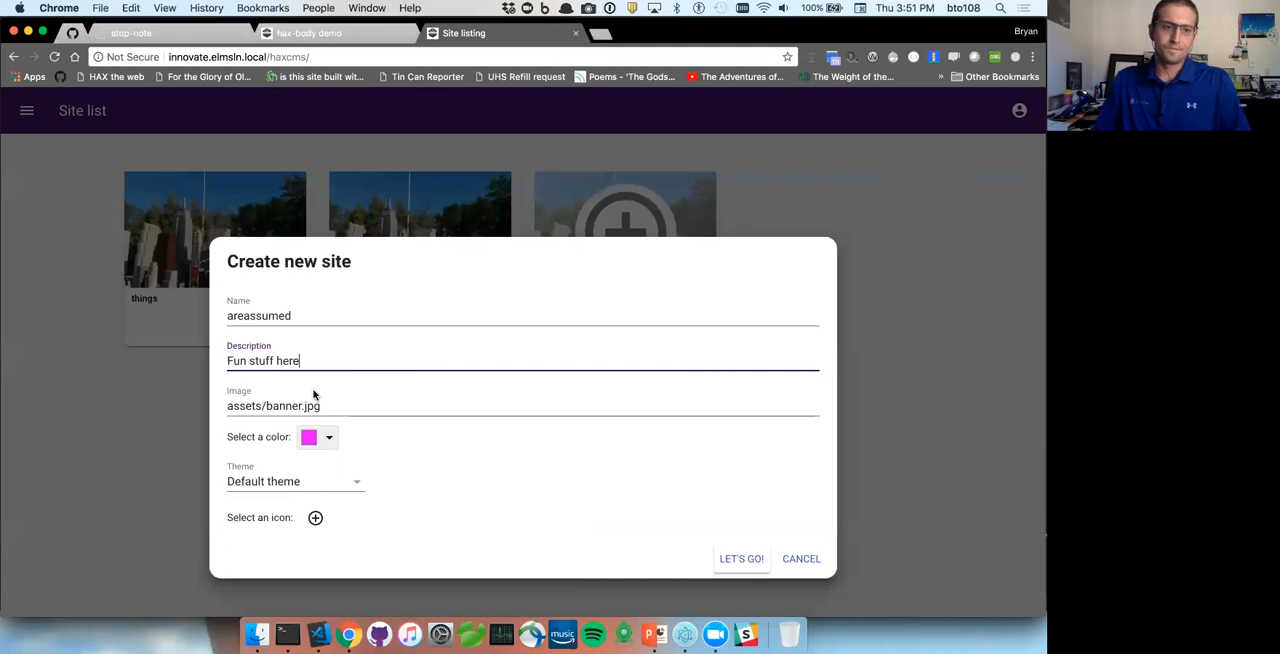 Chrome File Edit View History Bookmarks People Window Help 100% Thu 3:51 PM bto108
stop-note hax-body demo Site listing Bryan
Not Secure innovate.elmsln.local/haxcms/
Apps HAX the web For the Glory of Ol... is this site built wit... Tin Can Reporter UHS Refill request Poems - 'The Gods... The Adventures of... The Weight of the... » Other Bookmarks
Site list
things
Create new site
Name
areassumed
Description
Fun stuff here
Image
assets/banner.jpg
Select a color:
Theme
Default theme
Select an icon:
LET'S GO! CANCEL
music